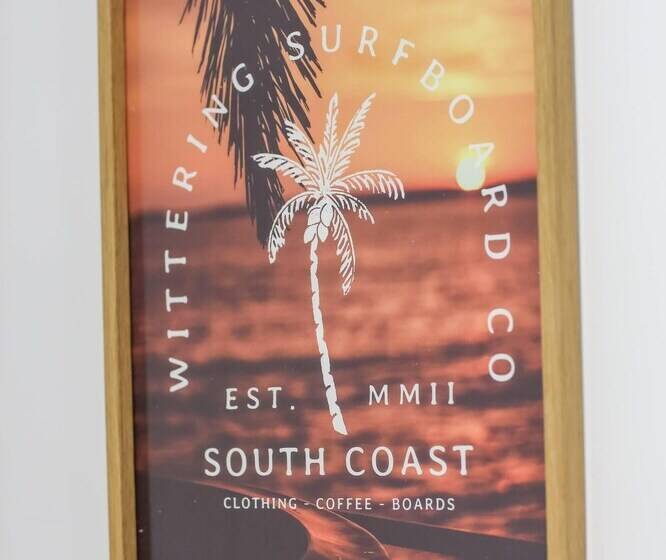 WITTERING SURFBOARD CO
EST. MMII
SOUTH COAST
CLOTHING - COFFEE - BOARDS